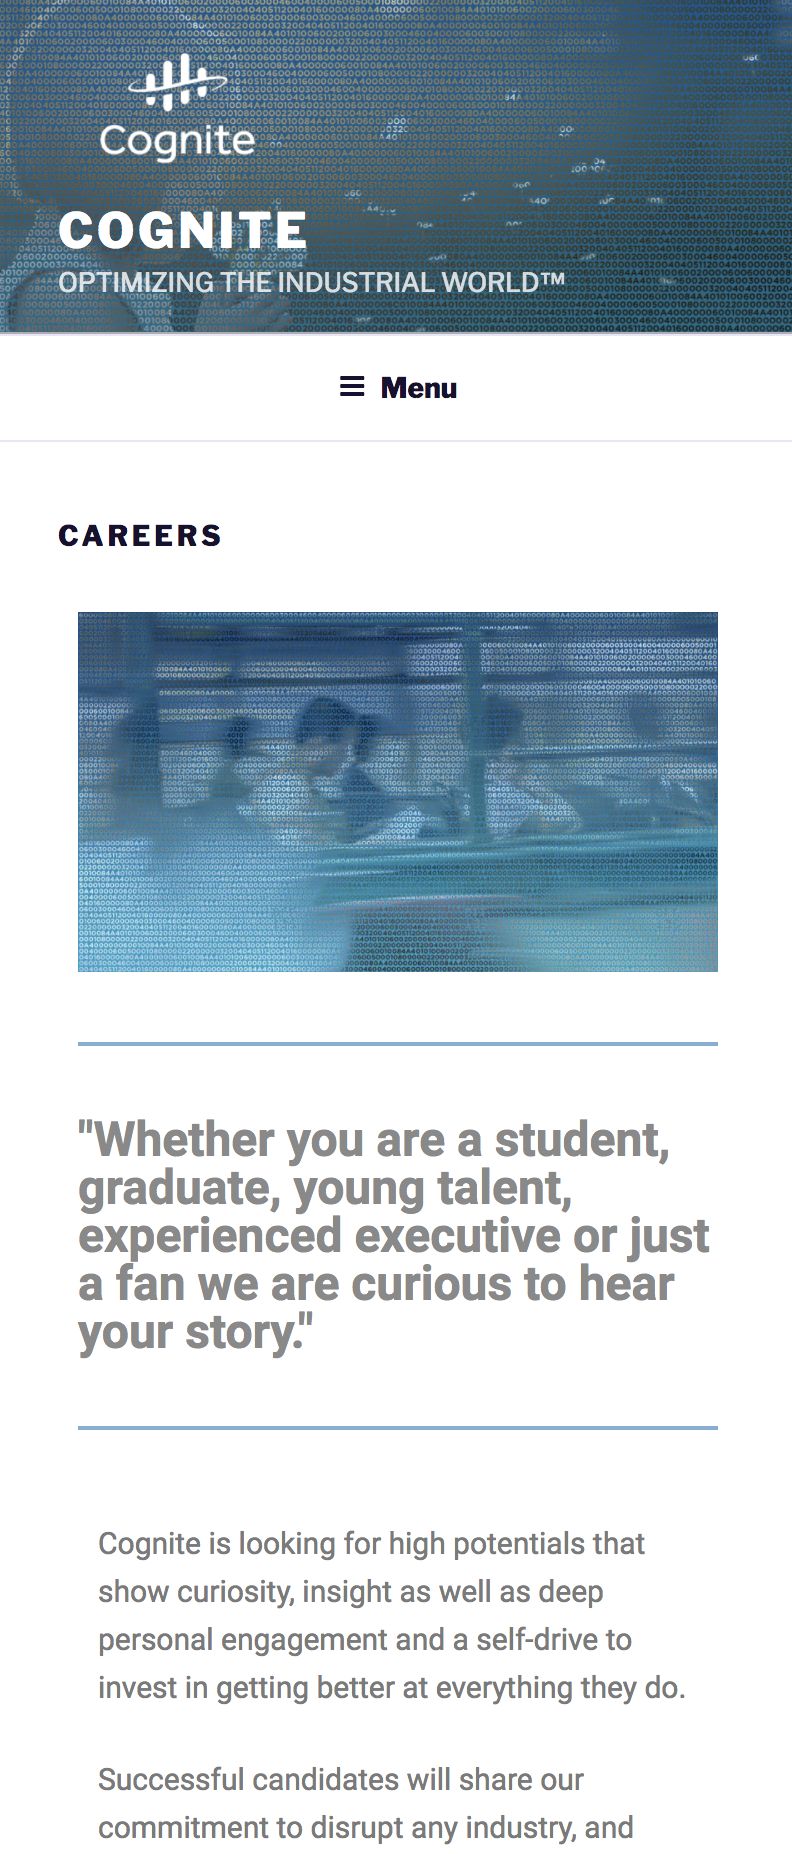 Cognite
COGNITE
OPTIMIZING THE INDUSTRIAL WORLD™
Menu
CAREERS
"Whether you are a student,
graduate, young talent,
experienced executive or just
a fan we are curious to hear
your story."
Cognite is looking for high potentials that
show curiosity, insight as well as deep
personal engagement and a self-drive to
invest in getting better at everything they do.
Successful candidates will share our
commitment to disrupt any industry, and